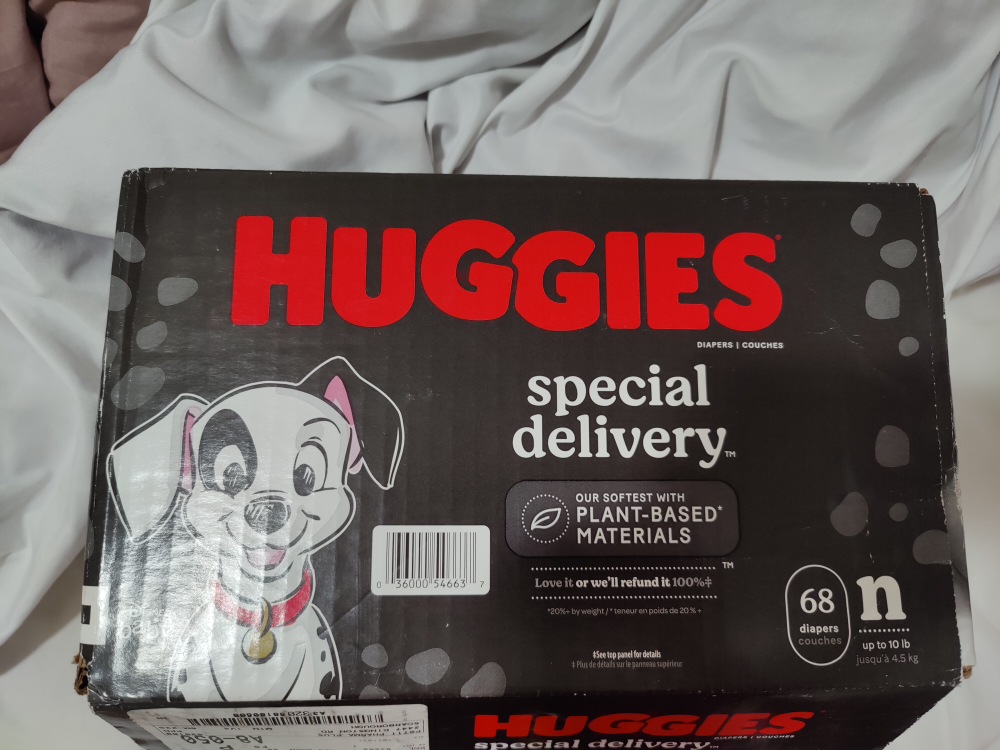 HUGGIES®
DIAPERS | COUCHES
special
delivery™
OUR SOFTEST WITH
PLANT-BASED*
MATERIALS
Love it or we'll refund it 100%‡ ™
*20%+ by weight / * teneur en poids de 20 % +
0 36000 54663 7
68
diapers
couches
n
up to 10 lb
jusqu'à 4.5 kg
‡See top panel for details
‡ Plus de détails sur le panneau supérieur
HUGGIES
special delivery™
DIAPERS | COUCHES